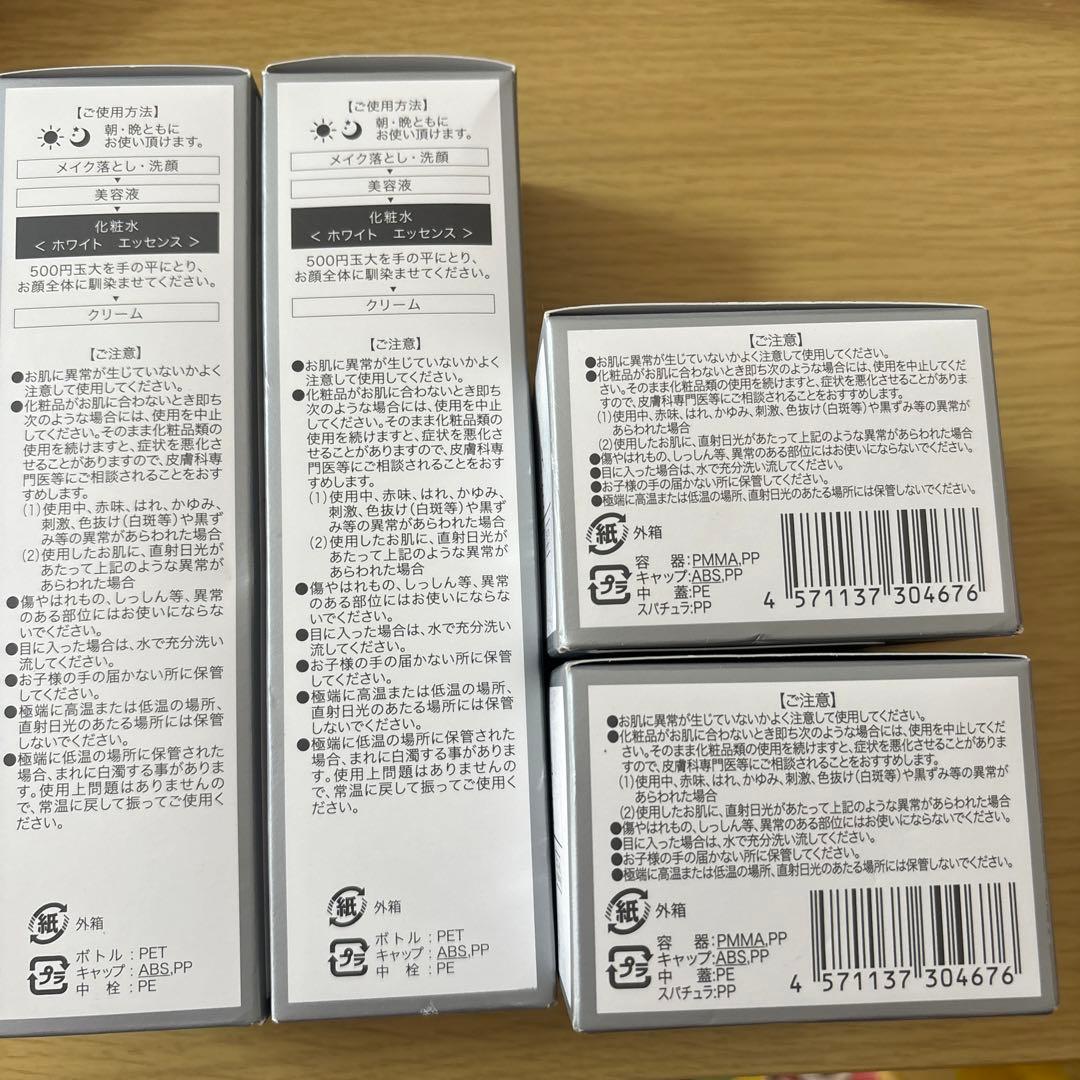 【ご使用方法】
朝・晩ともに
お使い頂けます。
メイク落とし・洗顔
美容液
化粧水
< ホワイト エッセンス >
500円玉大を手の平にとり、
お顔全体に馴染ませてください。
クリーム
【ご注意】
●お肌に異常が生じていないかよく
注意して使用してください。
●化粧品がお肌に合わないとき即ち
次のような場合には、使用を中止
してください。そのまま化粧品類の
使用を続けますと、症状を悪化さ
せることがありますので、皮膚科専
門医等にご相談されることをおす
すめします。
(1)使用中、赤味、はれ、かゆみ、
刺激、色抜け(白斑等)や黒ず
み等の異常があらわれた場合
(2)使用したお肌に、直射日光が
あたって上記のような異常が
あらわれた場合
●傷やはれもの、しっしん等、異常
のある部位にはお使いにならな
いでください。
●目に入った場合は、水で充分洗い
流してください。
●お子様の手の届かない所に保管
してください。
●極端に高温または低温の場所、
直射日光のあたる場所には保管
しないでください。
●極端に低温の場所に保管された
場合、まれに白濁する事がありま
す。使用上問題はありませんの
で、常温に戻して振ってご使用く
ださい。
紙 外箱
プラ
ボトル : PET
キャップ : ABS,PP
中 栓 : PE
【ご使用方法】
朝・晩ともに
お使い頂けます。
メイク落とし・洗顔
美容液
化粧水
< ホワイト エッセンス >
500円玉大を手の平にとり、
お顔全体に馴染ませてください。
クリーム
【ご注意】
●お肌に異常が生じていないかよく
注意して使用してください。
●化粧品がお肌に合わないとき即ち
次のような場合には、使用を中止
してください。そのまま化粧品類の
使用を続けますと、症状を悪化さ
せることがありますので、皮膚科専
門医等にご相談されることをおす
すめします。
(1)使用中、赤味、はれ、かゆみ、
刺激、色抜け(白斑等)や黒ず
み等の異常があらわれた場合
(2)使用したお肌に、直射日光が
あたって上記のような異常が
あらわれた場合
●傷やはれもの、しっしん等、異常
のある部位にはお使いにならな
いでください。
●目に入った場合は、水で充分洗い
流してください。
●お子様の手の届かない所に保管
してください。
●極端に高温または低温の場所、
直射日光のあたる場所には保管
しないでください。
●極端に低温の場所に保管された
場合、まれに白濁する事がありま
す。使用上問題はありませんの
で、常温に戻して振ってご使用く
ださい。
紙 外箱
プラ
ボトル : PET
キャップ : ABS,PP
中 栓 : PE
【ご注意】
●お肌に異常が生じていないかよく注意して使用してください。
●化粧品がお肌に合わないとき即ち次のような場合には、使用を中止してくだ
さい。そのまま化粧品類の使用を続けますと、症状を悪化させることがありま
すので、皮膚科専門医等にご相談されることをおすすめします。
(1)使用中、赤味、はれ、かゆみ、刺激、色抜け(白斑等)や黒ずみ等の異常が
あらわれた場合
(2)使用したお肌に、直射日光があたって上記のような異常があらわれた場合
●傷やはれもの、しっしん等、異常のある部位にはお使いにならないでください。
●目に入った場合は、水で充分洗い流してください。
●お子様の手の届かない所に保管してください。
●極端に高温または低温の場所、直射日光のあたる場所には保管しないでください。
紙 外箱
プラ
容 器:PMMA,PP
キャップ:ABS,PP
中 蓋:PE
スパチュラ:PP
4 571137 304676
【ご注意】
●お肌に異常が生じていないかよく注意して使用してください。
●化粧品がお肌に合わないとき即ち次のような場合には、使用を中止してくださ
い。そのまま化粧品類の使用を続けますと、症状を悪化させることがありますの
で、皮膚科専門医等にご相談されることをおすすめします。
(1)使用中、赤味、はれ、かゆみ、刺激、色抜け(白斑等)や黒ずみ等の異常が
あらわれた場合
(2)使用したお肌に、直射日光があたって上記のような異常があらわれた場合
●傷やはれもの、しっしん等、異常のある部位にはお使いにならないでください。
●目に入った場合は、水で充分洗い流してください。
●お子様の手の届かない所に保管してください。
●極端に高温または低温の場所、直射日光のあたる場所には保管しないでください。
紙 外箱
プラ
容 器:PMMA,PP
キャップ:ABS,PP
中 蓋:PE
スパチュラ:PP
4 571137 304676